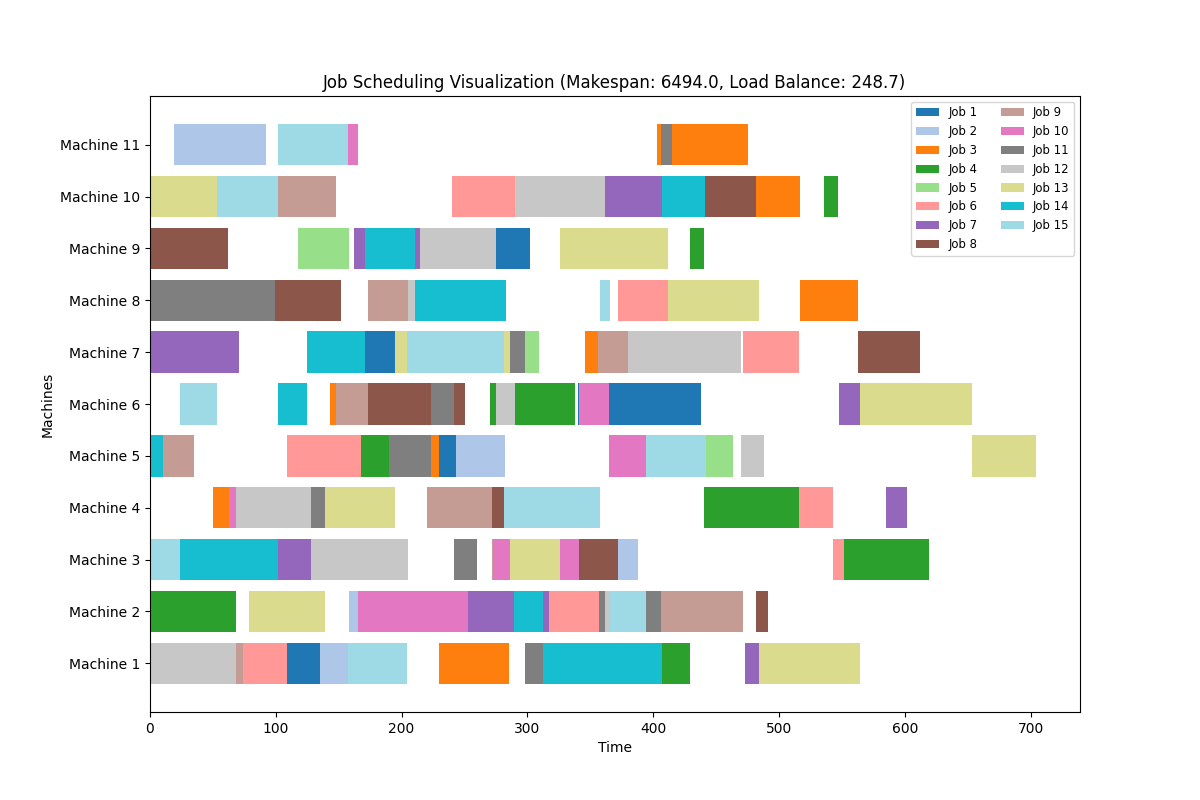 Job Scheduling Visualization (Makespan: 6494.0, Load Balance: 248.7)
Machine 11
Machine 10
Machine 9
Machine 8
Machine 7
Machine 6
Machine 5
Machine 4
Machine 3
Machine 2
Machine 1
Machines
0 100 200 300 400 500 600 700
Time
Job 1
Job 2
Job 3
Job 4
Job 5
Job 6
Job 7
Job 8
Job 9
Job 10
Job 11
Job 12
Job 13
Job 14
Job 15